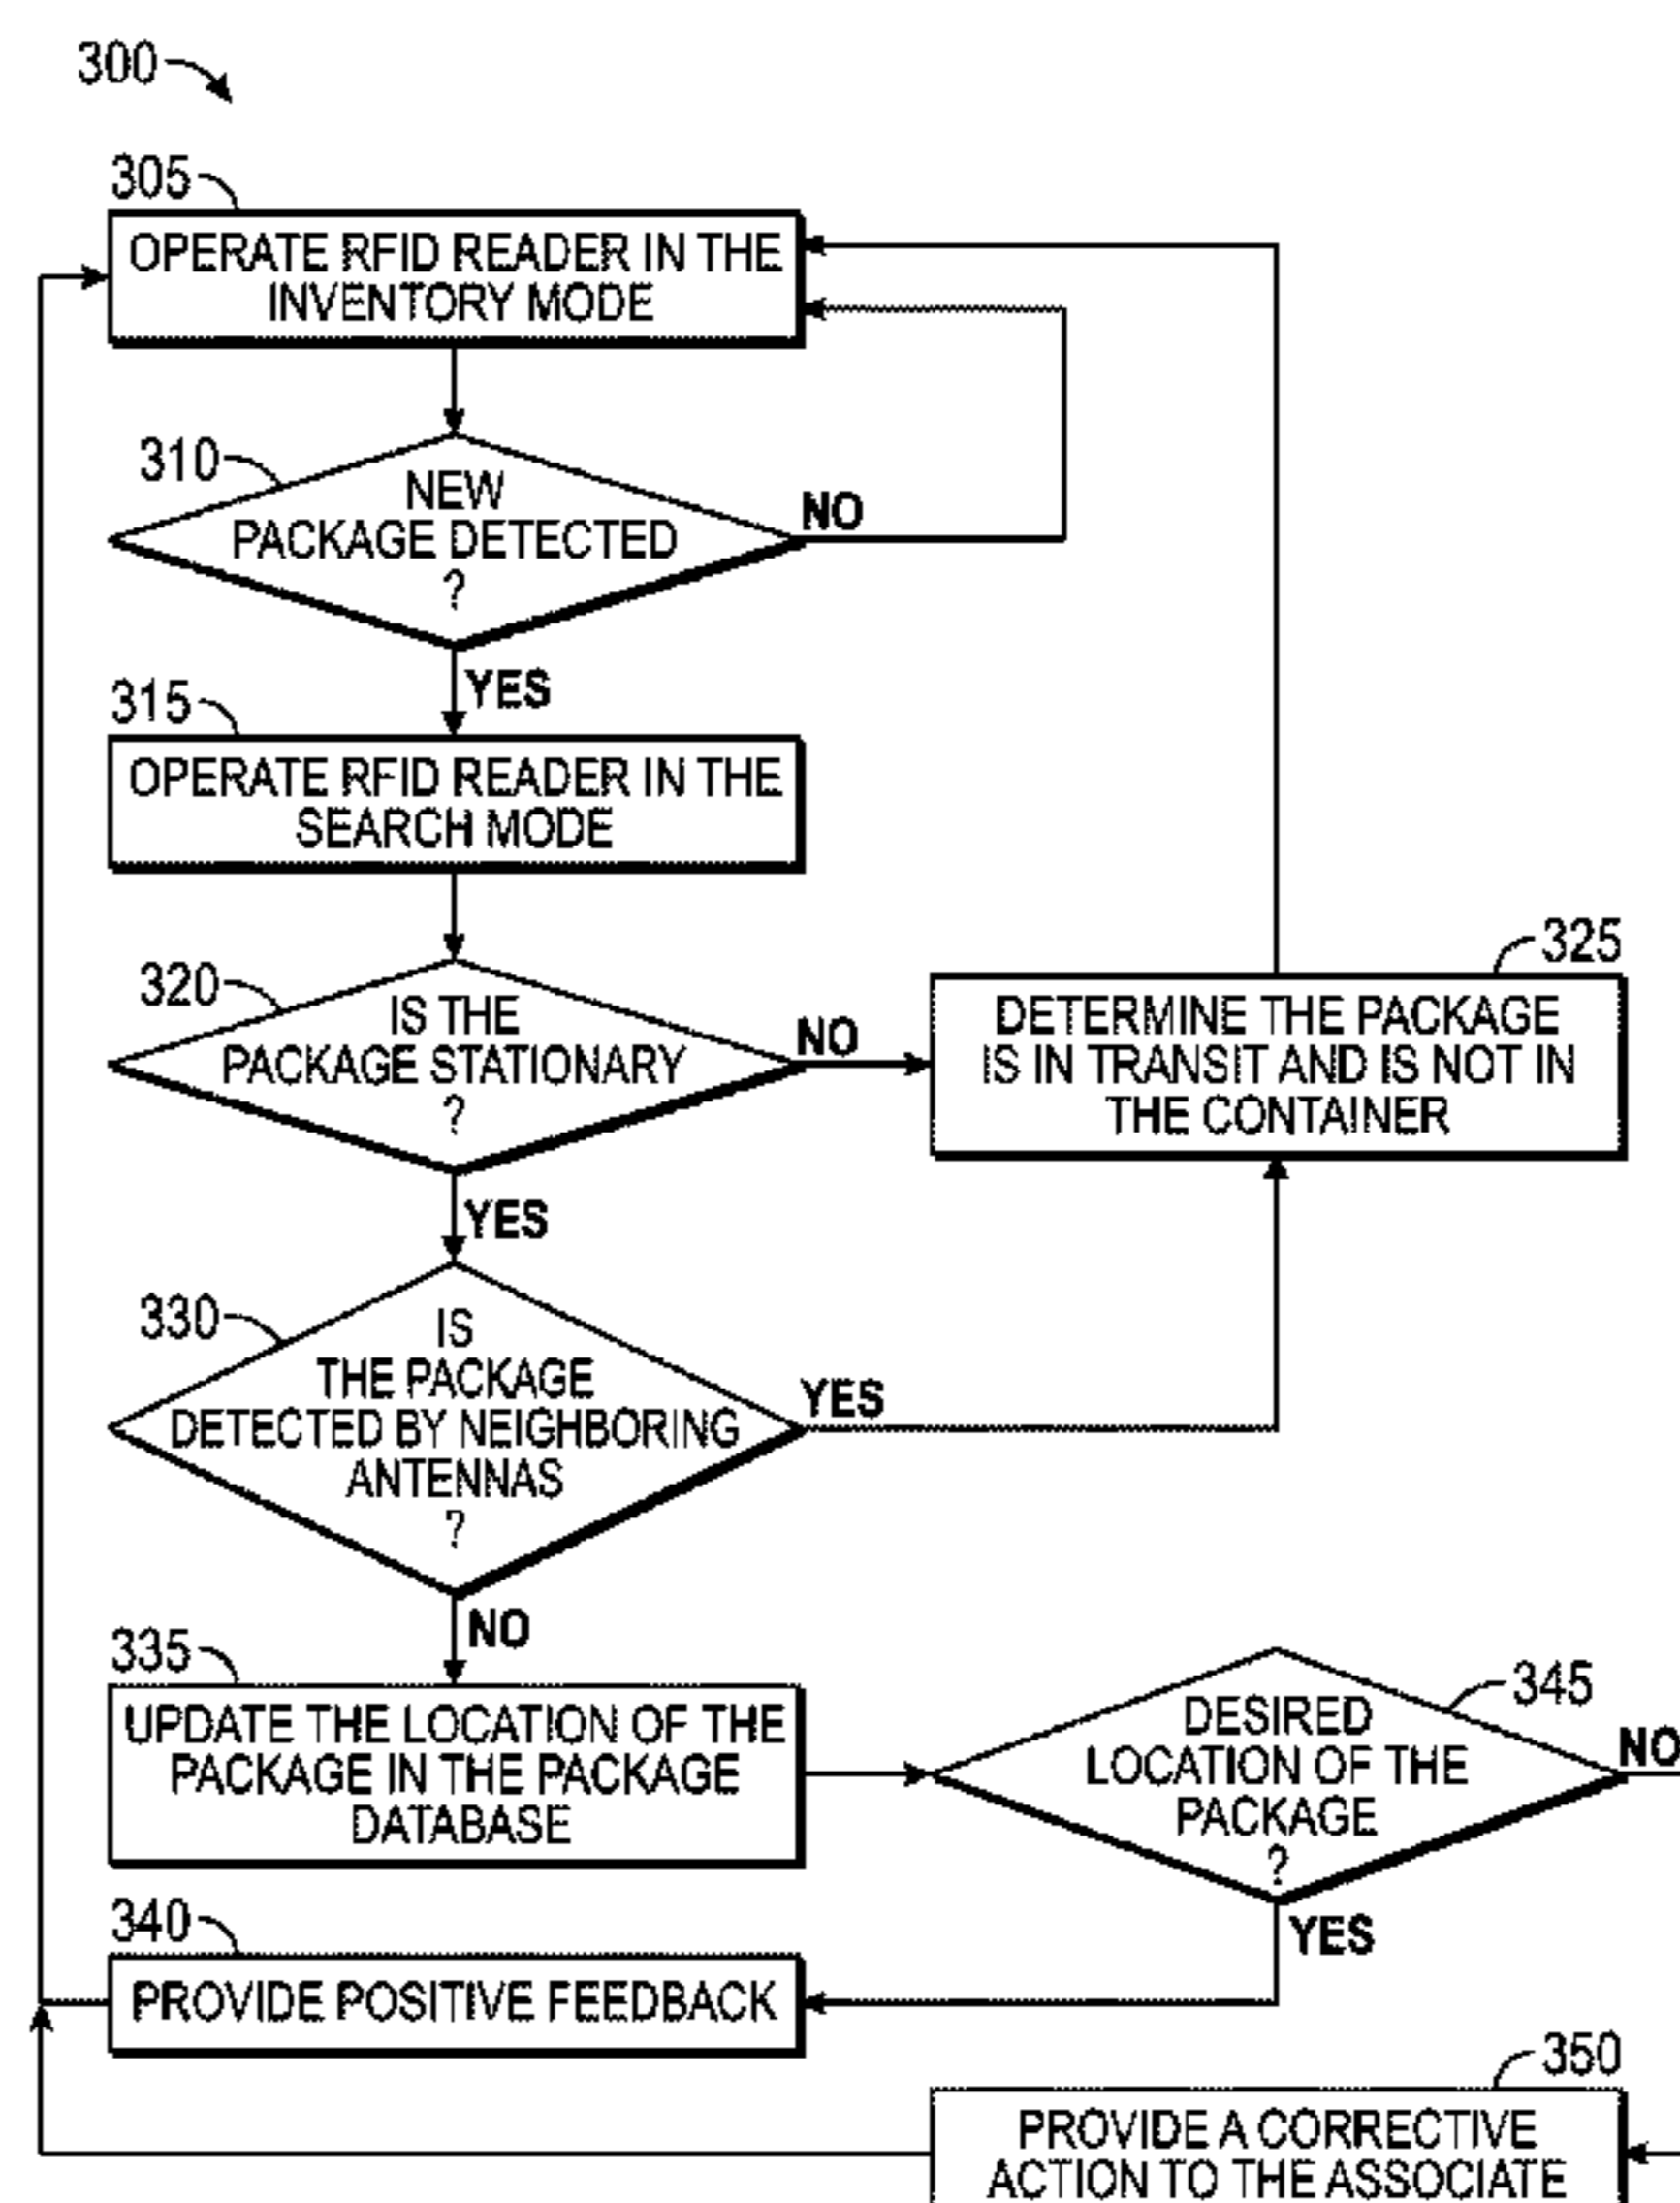 300
305
OPERATE RFID READER IN THE
INVENTORY MODE
310
NEW
PACKAGE DETECTED
?
NO
YES
315
OPERATE RFID READER IN THE
SEARCH MODE
320
IS THE
PACKAGE STATIONARY
?
NO
325
DETERMINE THE PACKAGE
IS IN TRANSIT AND IS NOT IN
THE CONTAINER
YES
330
IS
THE PACKAGE
DETECTED BY NEIGHBORING
ANTENNAS
?
YES
NO
335
UPDATE THE LOCATION OF THE
PACKAGE IN THE PACKAGE
DATABASE
345
DESIRED
LOCATION OF THE
PACKAGE
?
NO
YES
340
PROVIDE POSITIVE FEEDBACK
350
PROVIDE A CORRECTIVE
ACTION TO THE ASSOCIATE